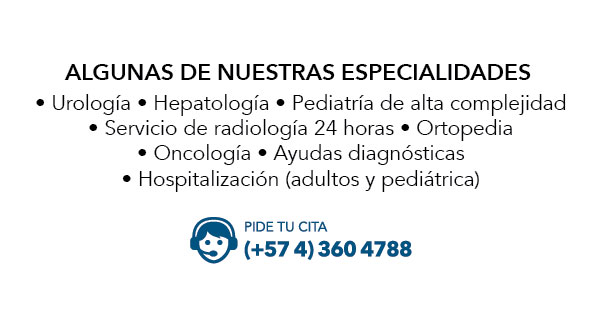 ALGUNAS DE NUESTRAS ESPECIALIDADES
• Urología • Hepatología • Pediatría de alta complejidad
• Servicio de radiología 24 horas • Ortopedia
• Oncología • Ayudas diagnósticas
• Hospitalización (adultos y pediátrica)
PIDE TU CITA
(+57 4) 360 4788